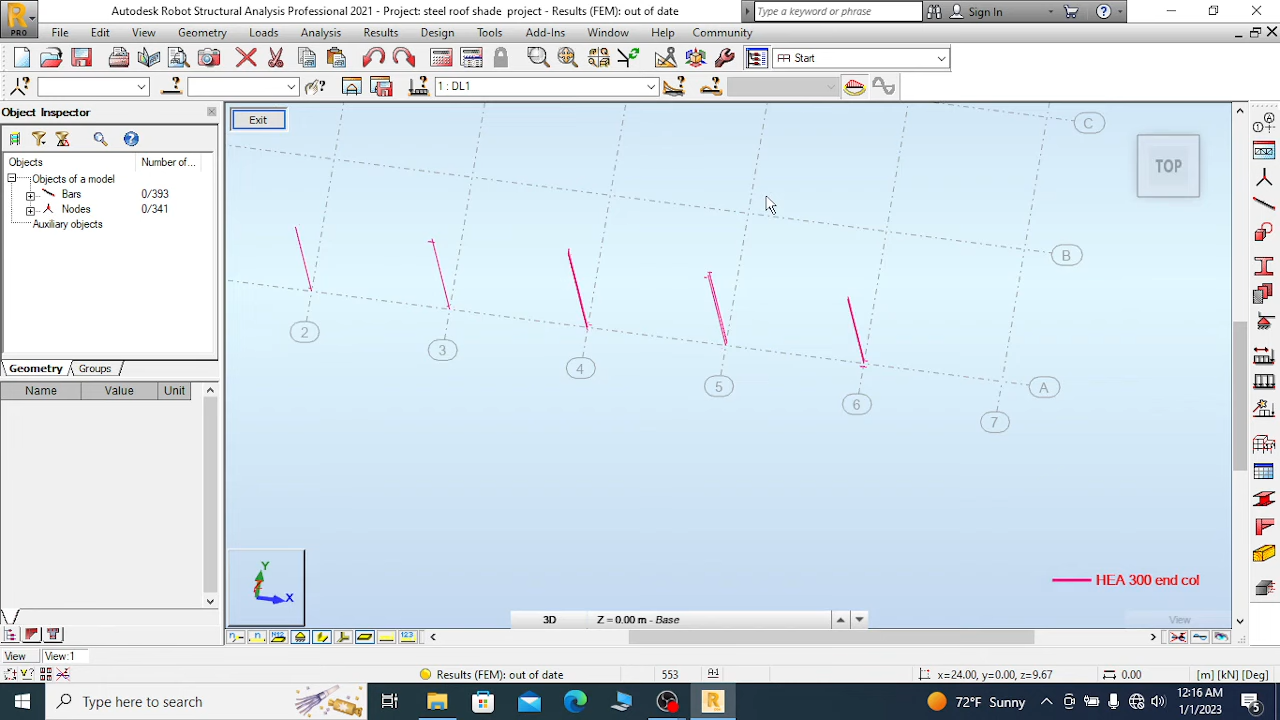 Autodesk Robot Structural Analysis Professional 2021 - Project: steel roof shade project - Results (FEM): out of date
Type a keyword or phrase
Sign In
PRO
File Edit View Geometry Loads Analysis Results Design Tools Add-Ins Window Help Community
Start
1 : DL1
Object Inspector
Exit
C
TOP
Objects Number of...
Objects of a model
Bars 0/393
Nodes 0/341
Auxiliary objects
B
2
3
4
5
A
6
7
Geometry Groups
Name Value Unit
Y
X
HEA 300 end col
3D Z = 0.00 m - Base
View
View View:1
Results (FEM): out of date 553 x=24.00; y=0.00; z=9.67 0.00 [m] [kN] [Deg]
Type here to search
72°F Sunny
12:16 AM
1/1/2023
5